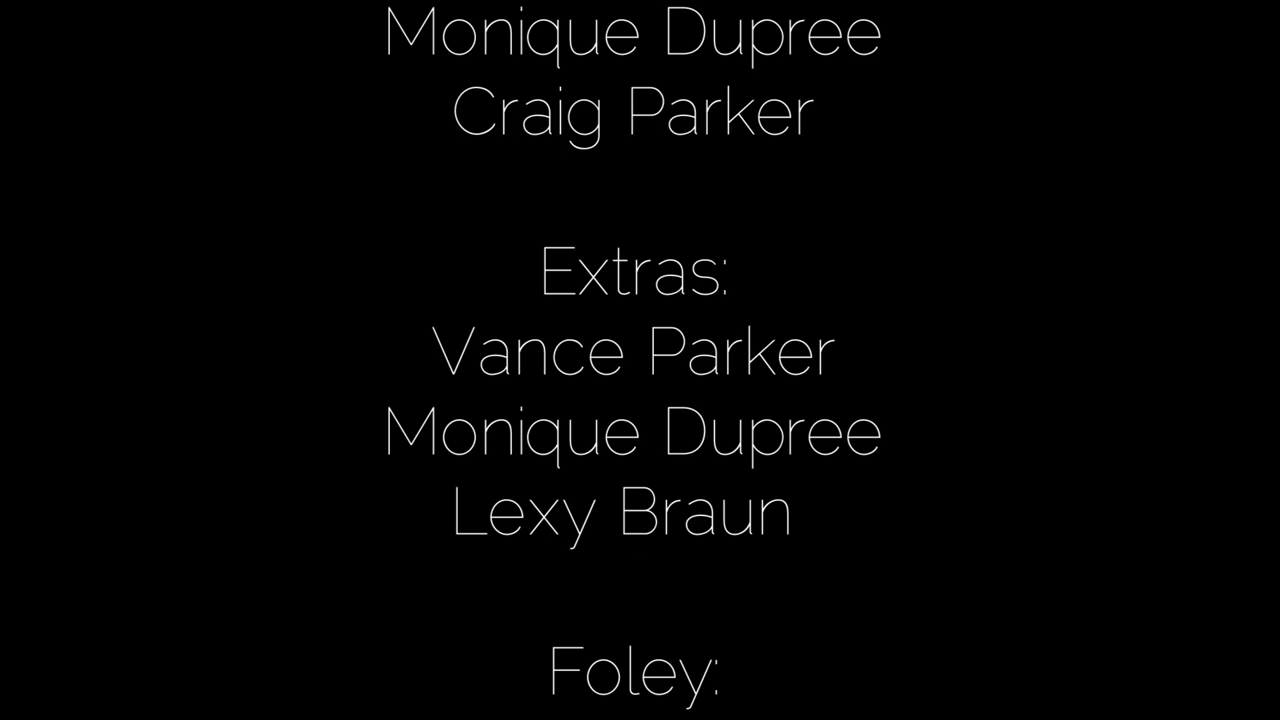 Monique Dupree
Craig Parker
Extras:
Vance Parker
Monique Dupree
Lexy Braun
Foley: